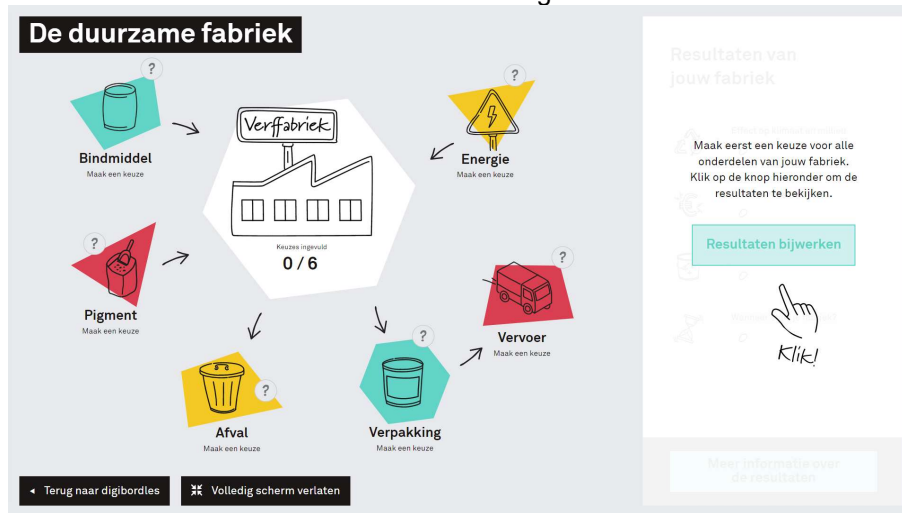 De duurzame fabriek
?
Bindmiddel
Maak een keuze
Verffabriek
Keuzes ingevuld
0 / 6
?
Energie
Maak een keuze
?
Pigment
Maak een keuze
?
Afval
Maak een keuze
?
Verpakking
Maak een keuze
?
Vervoer
Maak een keuze
Terug naar digibordles
Volledig scherm verlaten
Resultaten van
jouw fabriek
Maak eerst een keuze voor alle
onderdelen van jouw fabriek.
Klik op de knop hieronder om de
resultaten te bekijken.
Resultaten bijwerken
Klik!
Meer informatie over
de resultaten